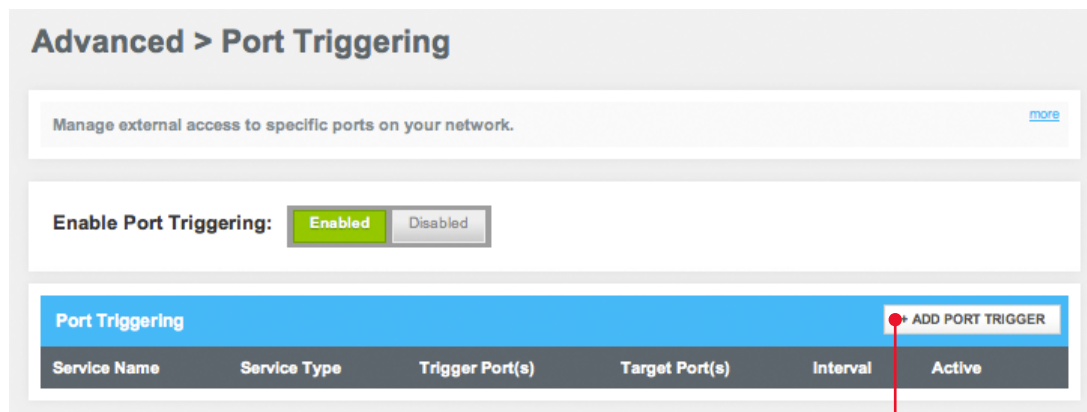 Advanced > Port Triggering
Manage external access to specific ports on your network.
more
Enable Port Triggering: Enabled Disabled
Port Triggering + ADD PORT TRIGGER
Service Name Service Type Trigger Port(s) Target Port(s) Interval Active